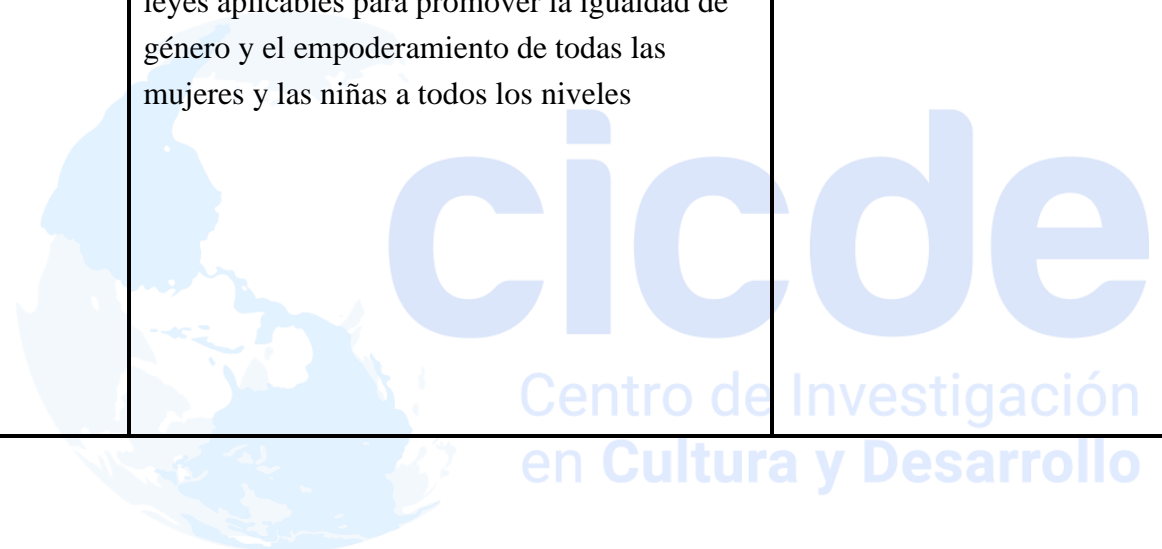 leyes aplicables para promover la igualdad de
género y el empoderamiento de todas las
mujeres y las niñas a todos los niveles
cicde
Centro de Investigación
en Cultura y Desarrollo